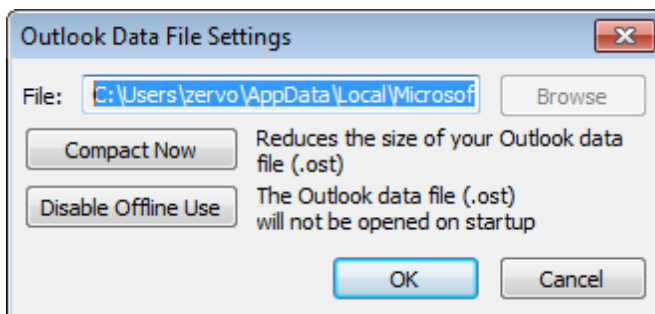 Outlook Data File Settings
File: C:\Users\zervo\AppData\Local\Microsof Browse
Compact Now Reduces the size of your Outlook data
file (.ost)
Disable Offline Use The Outlook data file (.ost)
will not be opened on startup
OK Cancel